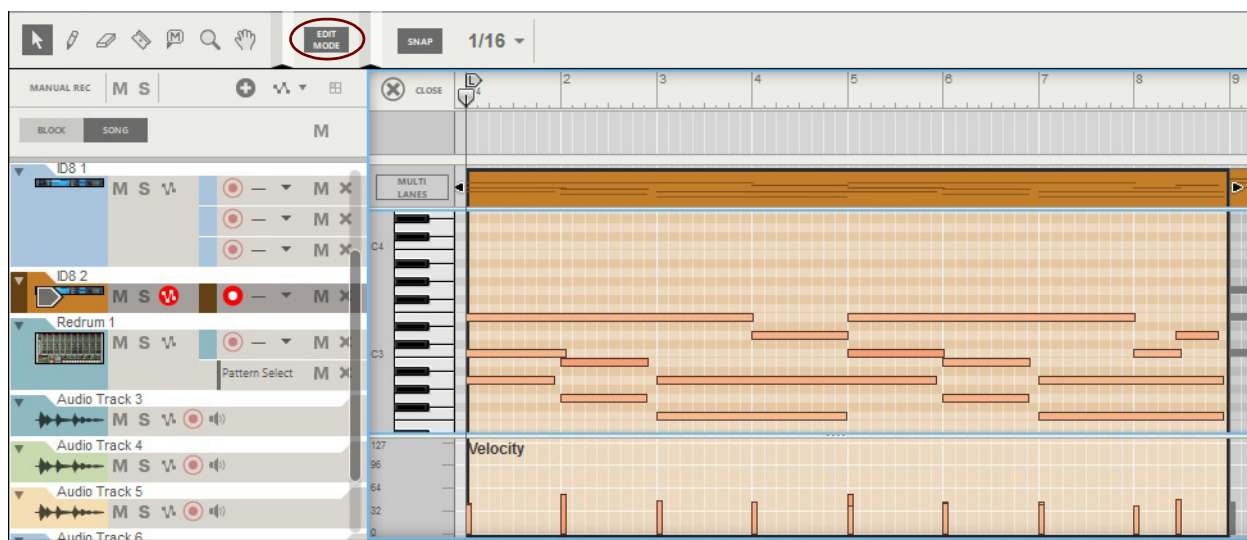 EDIT
MODE
SNAP
1/16
M
MANUAL REC M S
CLOSE
L 2 3 4 5 6 7 8 9
4
BLOCK SONG M
ID8 1
M S M
M
M
MULTI
LANES
C4
ID8 2
M S M
Redrum 1
M S M
Pattern Select M
C3
Audio Track 3
M S
Audio Track 4
M S
Audio Track 5
M S
Audio Track 6
127 Velocity
96
64
32
0